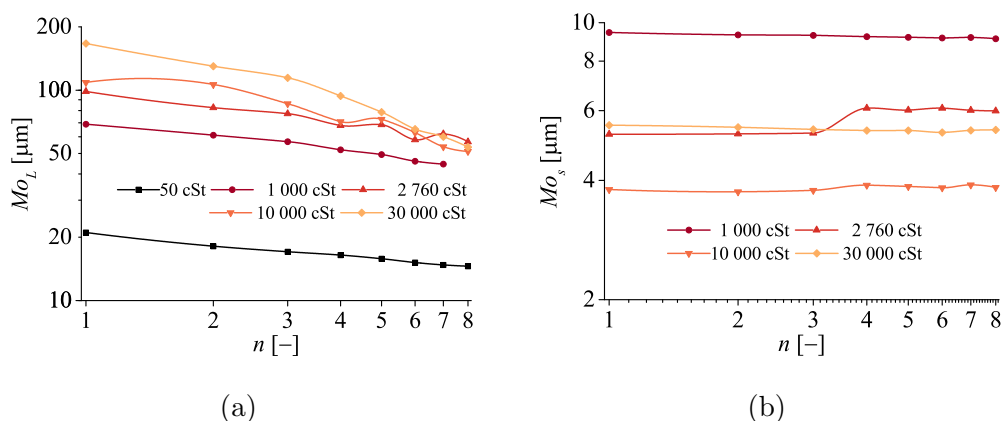 200
100
50
20
10
Mo_L [µm]
50 cSt 1 000 cSt 2 760 cSt
10 000 cSt 30 000 cSt
1 2 3 4 5 6 7 8
n [−]
(a)
10
8
6
4
2
Mo_s [µm]
1 000 cSt 2 760 cSt
10 000 cSt 30 000 cSt
1 2 3 4 5 6 7 8
n [−]
(b)